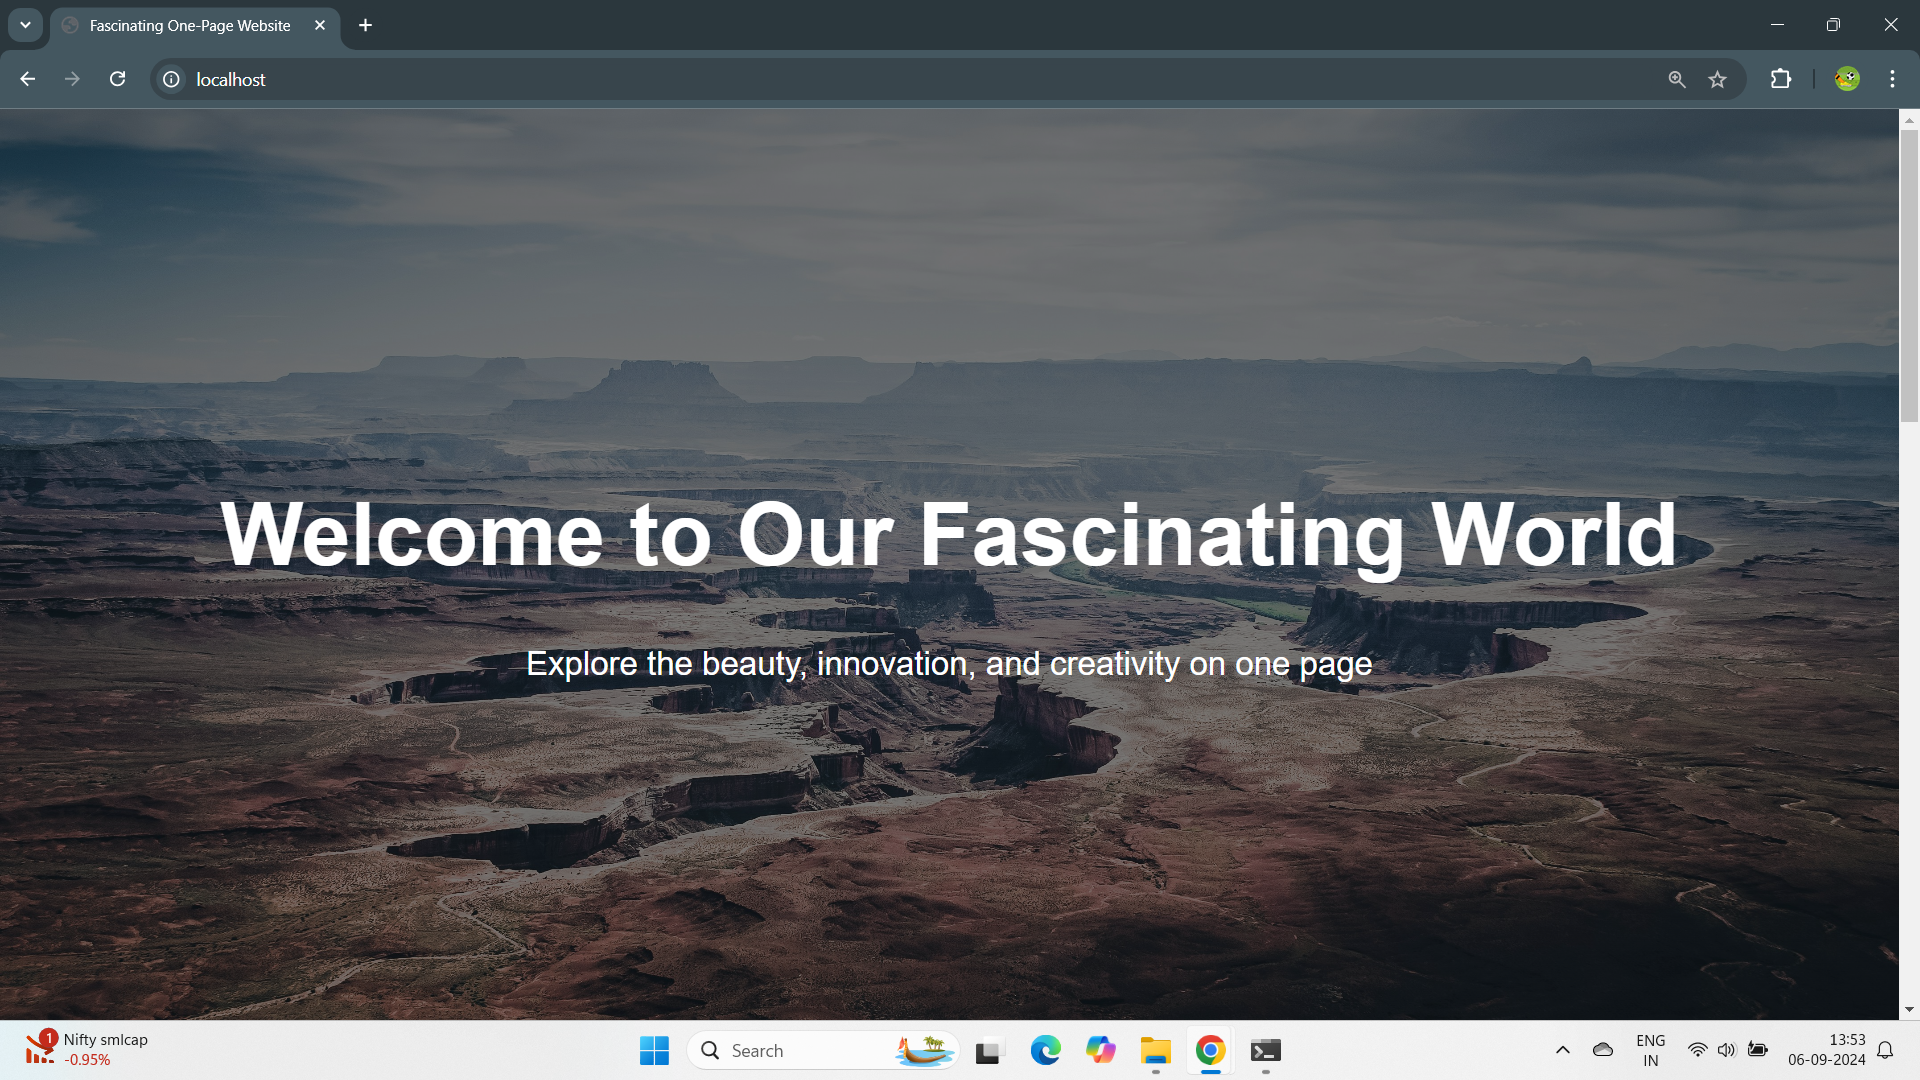 Fascinating One-Page Website
localhost
Welcome to Our Fascinating World
Explore the beauty, innovation, and creativity on one page
1
Nifty smlcap
-0.95%
Search
ENG
IN
13:53
06-09-2024